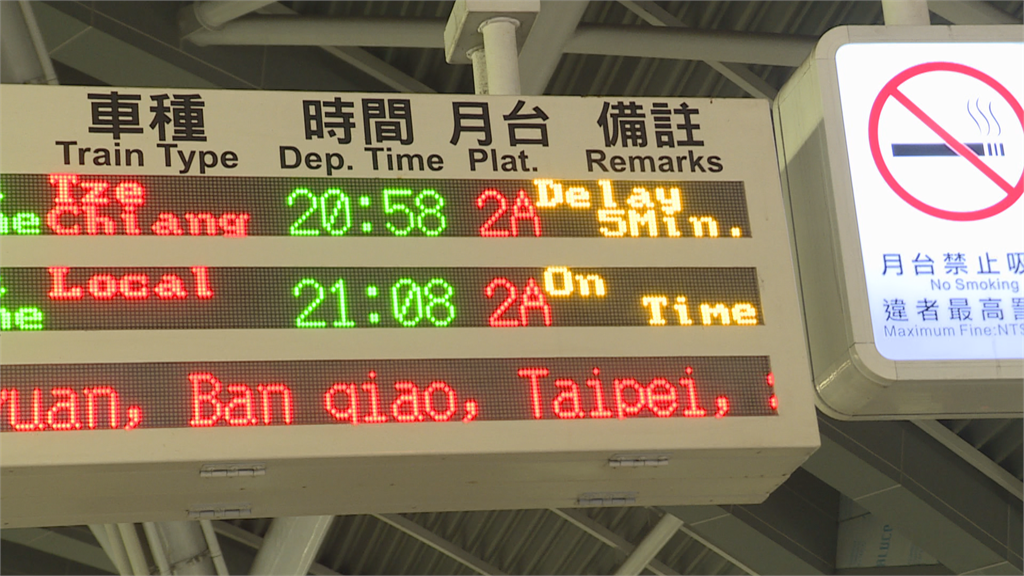 車種 時間 月台 備註
Train Type Dep. Time Plat. Remarks
Tze Chiang 20:58 2A Delay 5Min.
Local 21:08 2A On Time
Ban qiao, Taipei,
月台禁止吸
No Smoking
違者最高罰
Maximum Fine:NT$